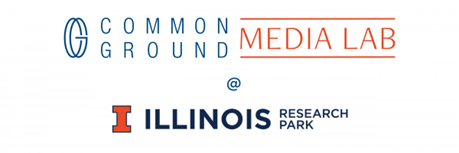 COMMON GROUND MEDIA LAB
@
ILLINOIS RESEARCH PARK